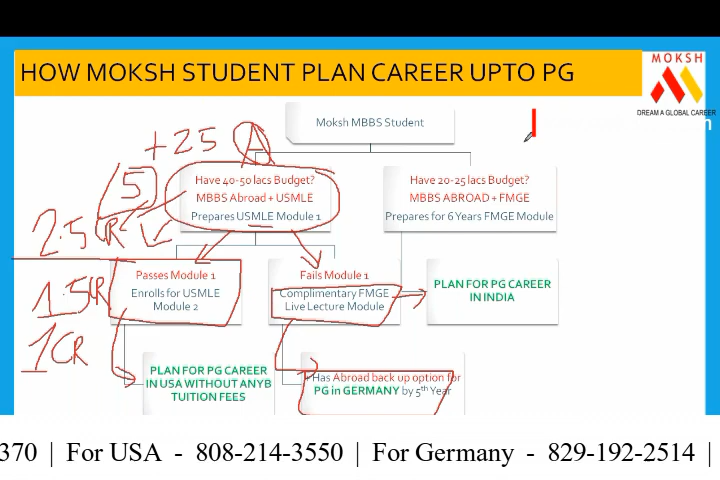 HOW MOKSH STUDENT PLAN CAREER UPTO PG
MOKSH
DREAM A GLOBAL CAREER
Moksh MBBS Student
+25 A
Have 40-50 lacs Budget?
MBBS Abroad + USMLE
Prepares USMLE Module 1
Have 20-25 lacs Budget?
MBBS ABROAD + FMGE
Prepares for 6 Years FMGE Module
5
2.5 CR
Passes Module 1
Enrolls for USMLE
Module 2
Fails Module 1
Complimentary FMGE
Live Lecture Module
PLAN FOR PG CAREER
IN INDIA
1.5CR
1 CR
PLAN FOR PG CAREER
IN USA WITHOUT ANYB
TUITION FEES
Has Abroad back up option for
PG in GERMANY by 5th Year
370 | For USA - 808-214-3550 | For Germany - 829-192-2514 |